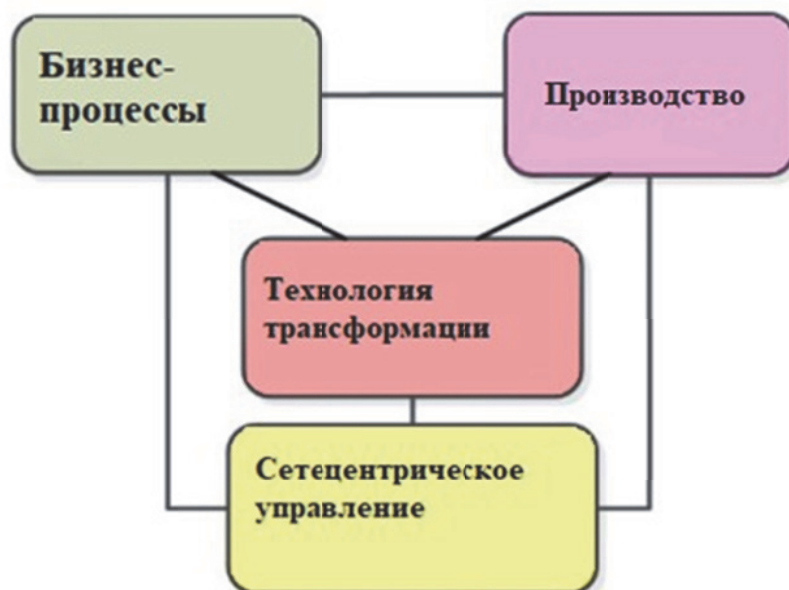 Бизнес-
процессы
Производство
Технология
трансформации
Сетецентрическое
управление